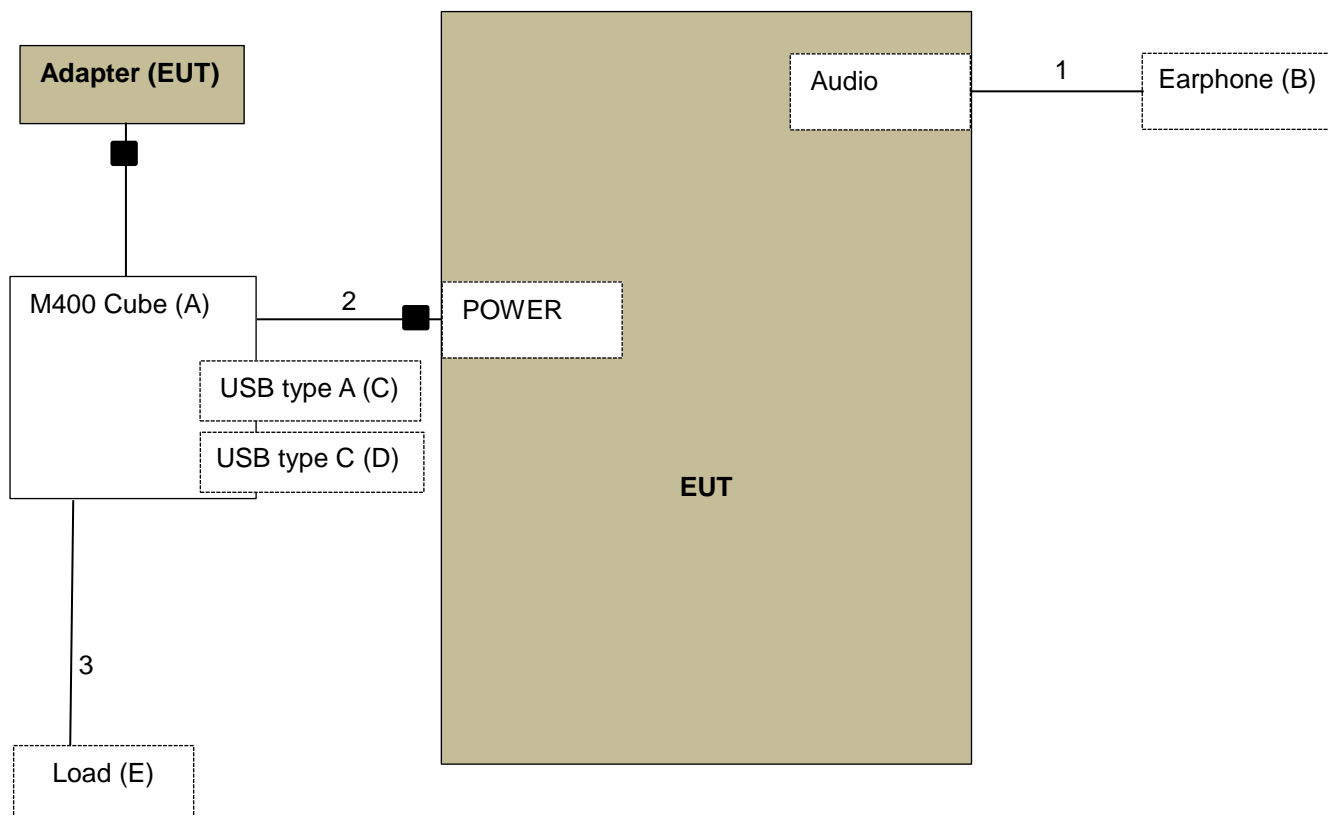 Adapter (EUT)
Audio
1
Earphone (B)
M400 Cube (A)
2
POWER
USB type A (C)
USB type C (D)
EUT
3
Load (E)